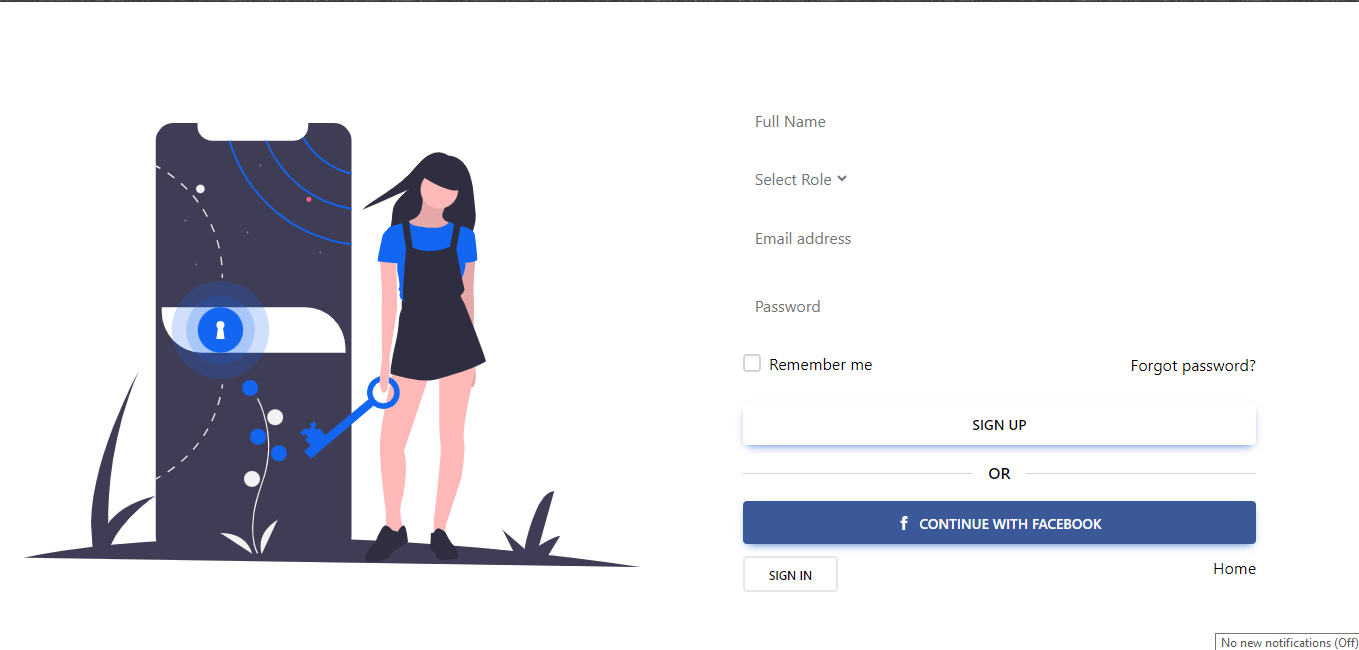 Full Name
Select Role
Email address
Password
Remember me
Forgot password?
SIGN UP
OR
CONTINUE WITH FACEBOOK
SIGN IN
Home
No new notifications (Off)